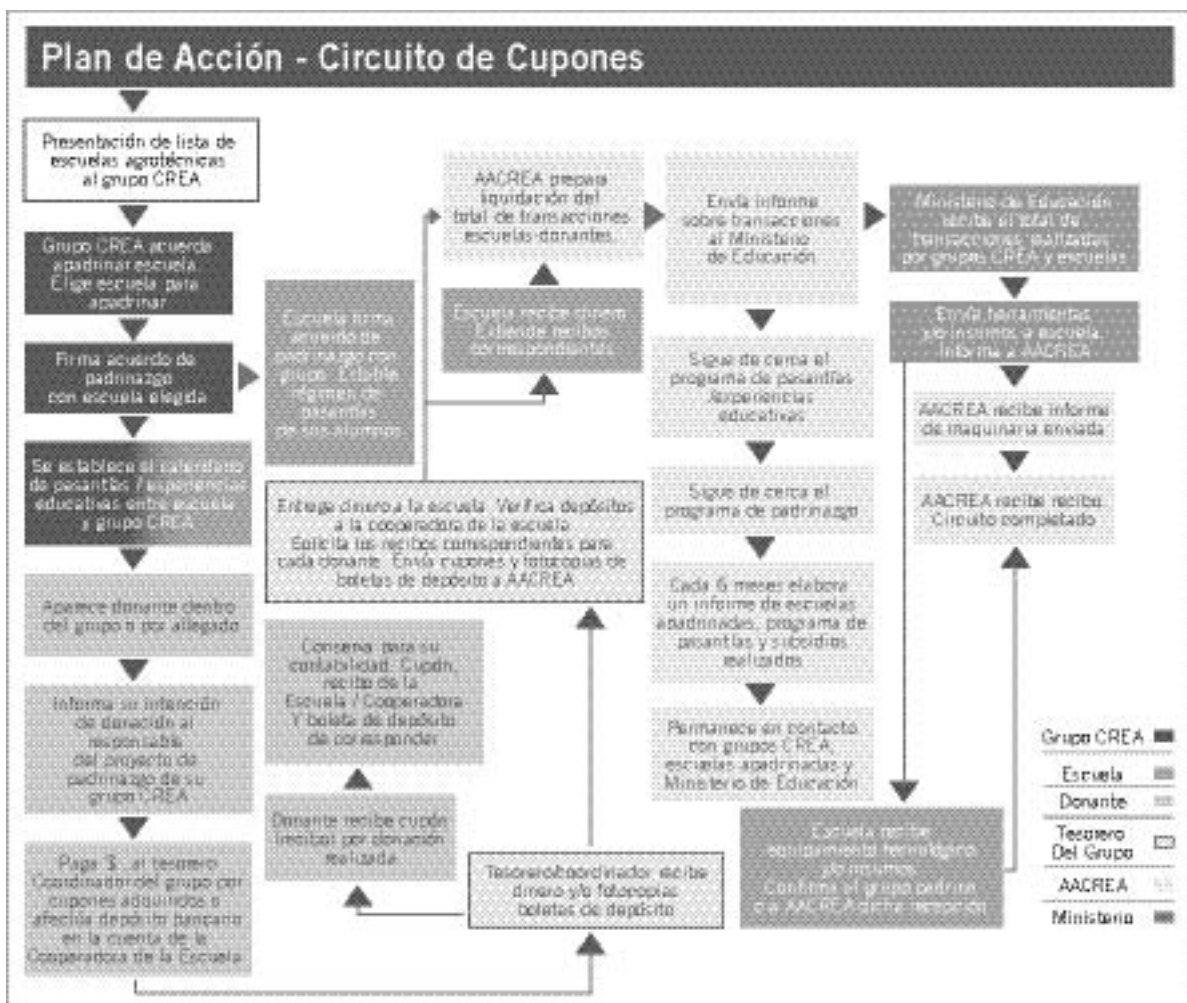 Plan de Acción - Circuito de Cupones
Presentación de lista de
escuelas agrotécnicas
al grupo CREA
Grupo CREA acuerda
apadrinar escuela
Elige escuela para
apadrinar
Firma acuerdo de
padrinazgo
con escuela elegida
Se establece el calendario
de pasantías / experiencias
educativas entre escuela
y grupo CREA
Aparece donante dentro
del grupo o por allegado
Informa su intención
de donación al
responsable
del proyecto de
padrinazgo de su
grupo CREA
Paga $ al tesorero
Coordinador del grupo por
cupones adquiridos o
efectúa depósito bancario
en la cuenta de la
Cooperadora de la Escuela
Escuela firma
acuerdo de
padrinazgo con
grupo.
régimen de
pasantías
de sus alumnos
Entrega dinero a la escuela. Verifica depósitos
a la cooperadora de la escuela
Solicita los recibos correspondientes para
cada donante. Envía cupones y fotocopias de
boletas de depósito a AACREA
Conserva para su
contabilidad: Cupón,
recibo de la
Escuela / Cooperadora
Y boleta de depósito
de corresponder
Donante recibe cupón
(recibo) por donación
realizada
Tesorero/coordinador recibe
dinero y/o fotocopias
boletas de depósito
AACREA prepara
liquidación del
total de transacciones
escuelas-donantes.
Escuela recibe dinero
Extiende recibos
correspondientes
Envía informe
sobre transacciones
al Ministerio
de Educación
Sigue de cerca el
programa de pasantías
/experiencias
educativas
Sigue de cerca el
programa de padrinazgo
Cada 6 meses elabora
un informe de escuelas
apadrinadas, programa de
pasantías y subsidios
realizados
Permanece en contacto
con grupos CREA,
escuelas apadrinadas y
Ministerio de Educación
Ministerio de Educación
recibe el total de
transacciones realizadas
por grupos CREA y escuelas
Envía herramientas
y/o insumos a escuela.
Informa a AACREA
AACREA recibe informe
de maquinaria enviada
AACREA recibe recibo.
Circuito completado
Escuela recibe
equipamiento tecnológico
y/o insumos.
Confirma al grupo padrino
y a AACREA dicha recepción
Grupo CREA
Escuela
Donante
Tesorero
Del Grupo
AACREA
Ministerio